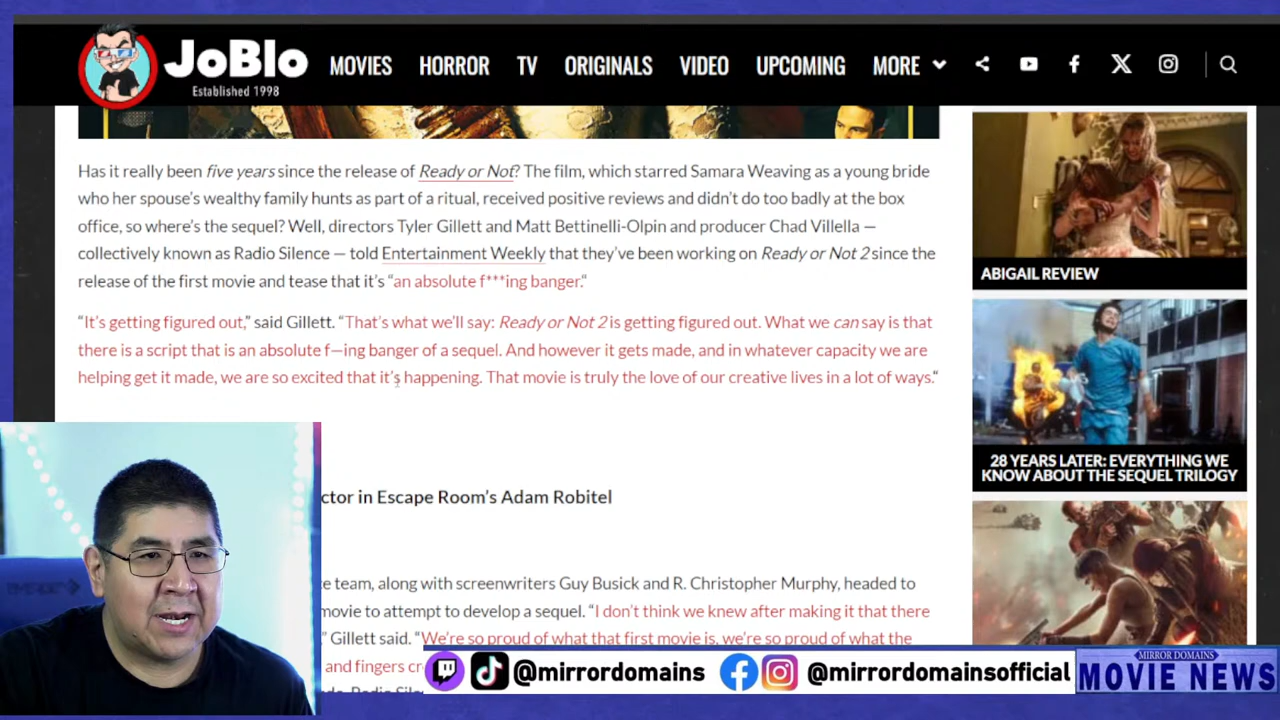 JoBlo
Established 1998
MOVIES HORROR TV ORIGINALS VIDEO UPCOMING MORE
Has it really been five years since the release of Ready or Not? The film, which starred Samara Weaving as a young bride
who her spouse's wealthy family hunts as part of a ritual, received positive reviews and didn't do too badly at the box
office, so where's the sequel? Well, directors Tyler Gillett and Matt Bettinelli-Olpin and producer Chad Villella —
collectively known as Radio Silence — told Entertainment Weekly that they've been working on Ready or Not 2 since the
release of the first movie and tease that it's "an absolute f***ing banger."
"It's getting figured out," said Gillett. "That's what we'll say: Ready or Not 2 is getting figured out. What we can say is that
there is a script that is an absolute f—ing banger of a sequel. And however it gets made, and in whatever capacity we are
helping get it made, we are so excited that it's happening. That movie is truly the love of our creative lives in a lot of ways."
ctor in Escape Room's Adam Robitel
e team, along with screenwriters Guy Busick and R. Christopher Murphy, headed to
movie to attempt to develop a sequel. "I don't think we knew after making it that there
" Gillett said. "We're so proud of what that first movie is, we're so proud of what the
and fingers cr
ABIGAIL REVIEW
28 YEARS LATER: EVERYTHING WE
KNOW ABOUT THE SEQUEL TRILOGY
@mirrordomains @mirrordomainsofficial
MIRROR DOMAINS
MOVIE NEWS